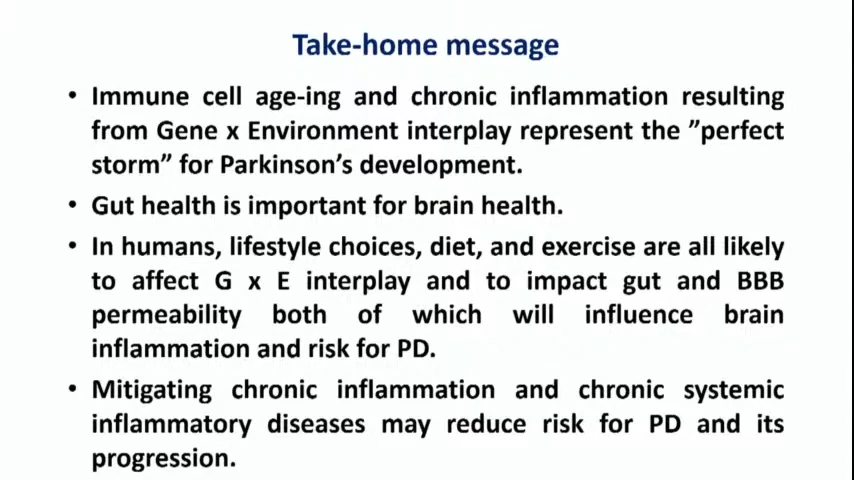 Take-home message
• Immune cell age-ing and chronic inflammation resulting
from Gene x Environment interplay represent the ”perfect
storm” for Parkinson’s development.
• Gut health is important for brain health.
• In humans, lifestyle choices, diet, and exercise are all likely
to affect G x E interplay and to impact gut and BBB
permeability both of which will influence brain
inflammation and risk for PD.
• Mitigating chronic inflammation and chronic systemic
inflammatory diseases may reduce risk for PD and its
progression.